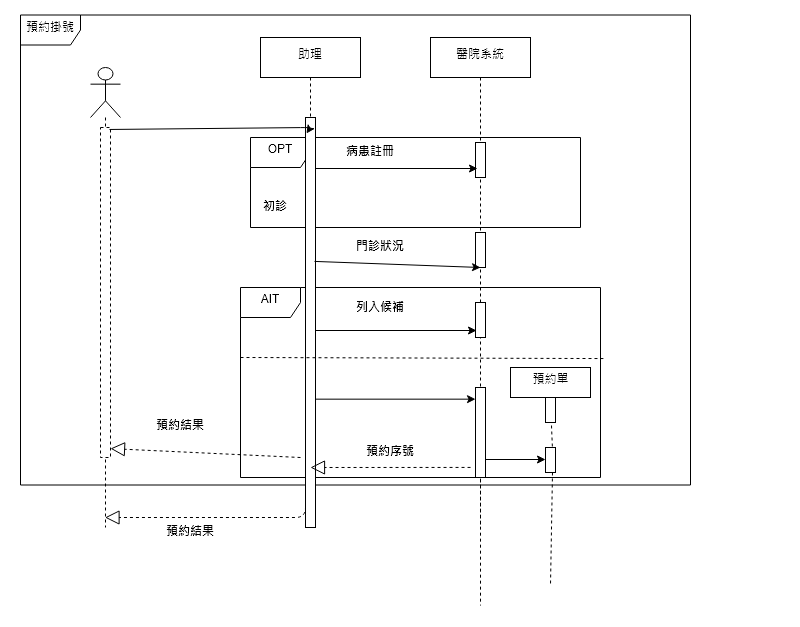 預約掛號
助理
醫院系統
OPT
病患註冊
初診
門診狀況
AIT
列入候補
預約單
預約結果
預約序號
預約結果